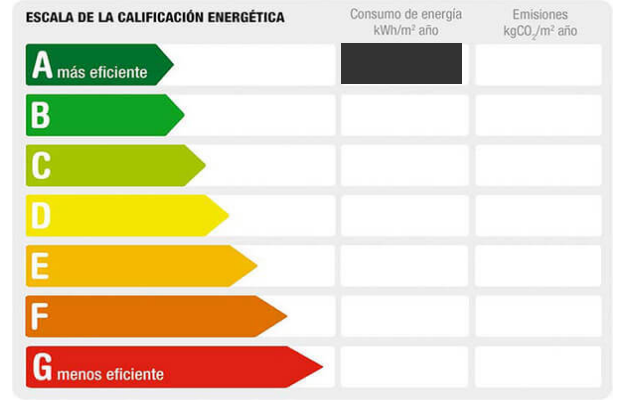 ESCALA DE LA CALIFICACIÓN ENERGÉTICA
Consumo de energía
kWh/m² año
Emisiones
kgCO₂/m² año
A más eficiente
B
C
D
E
F
G menos eficiente